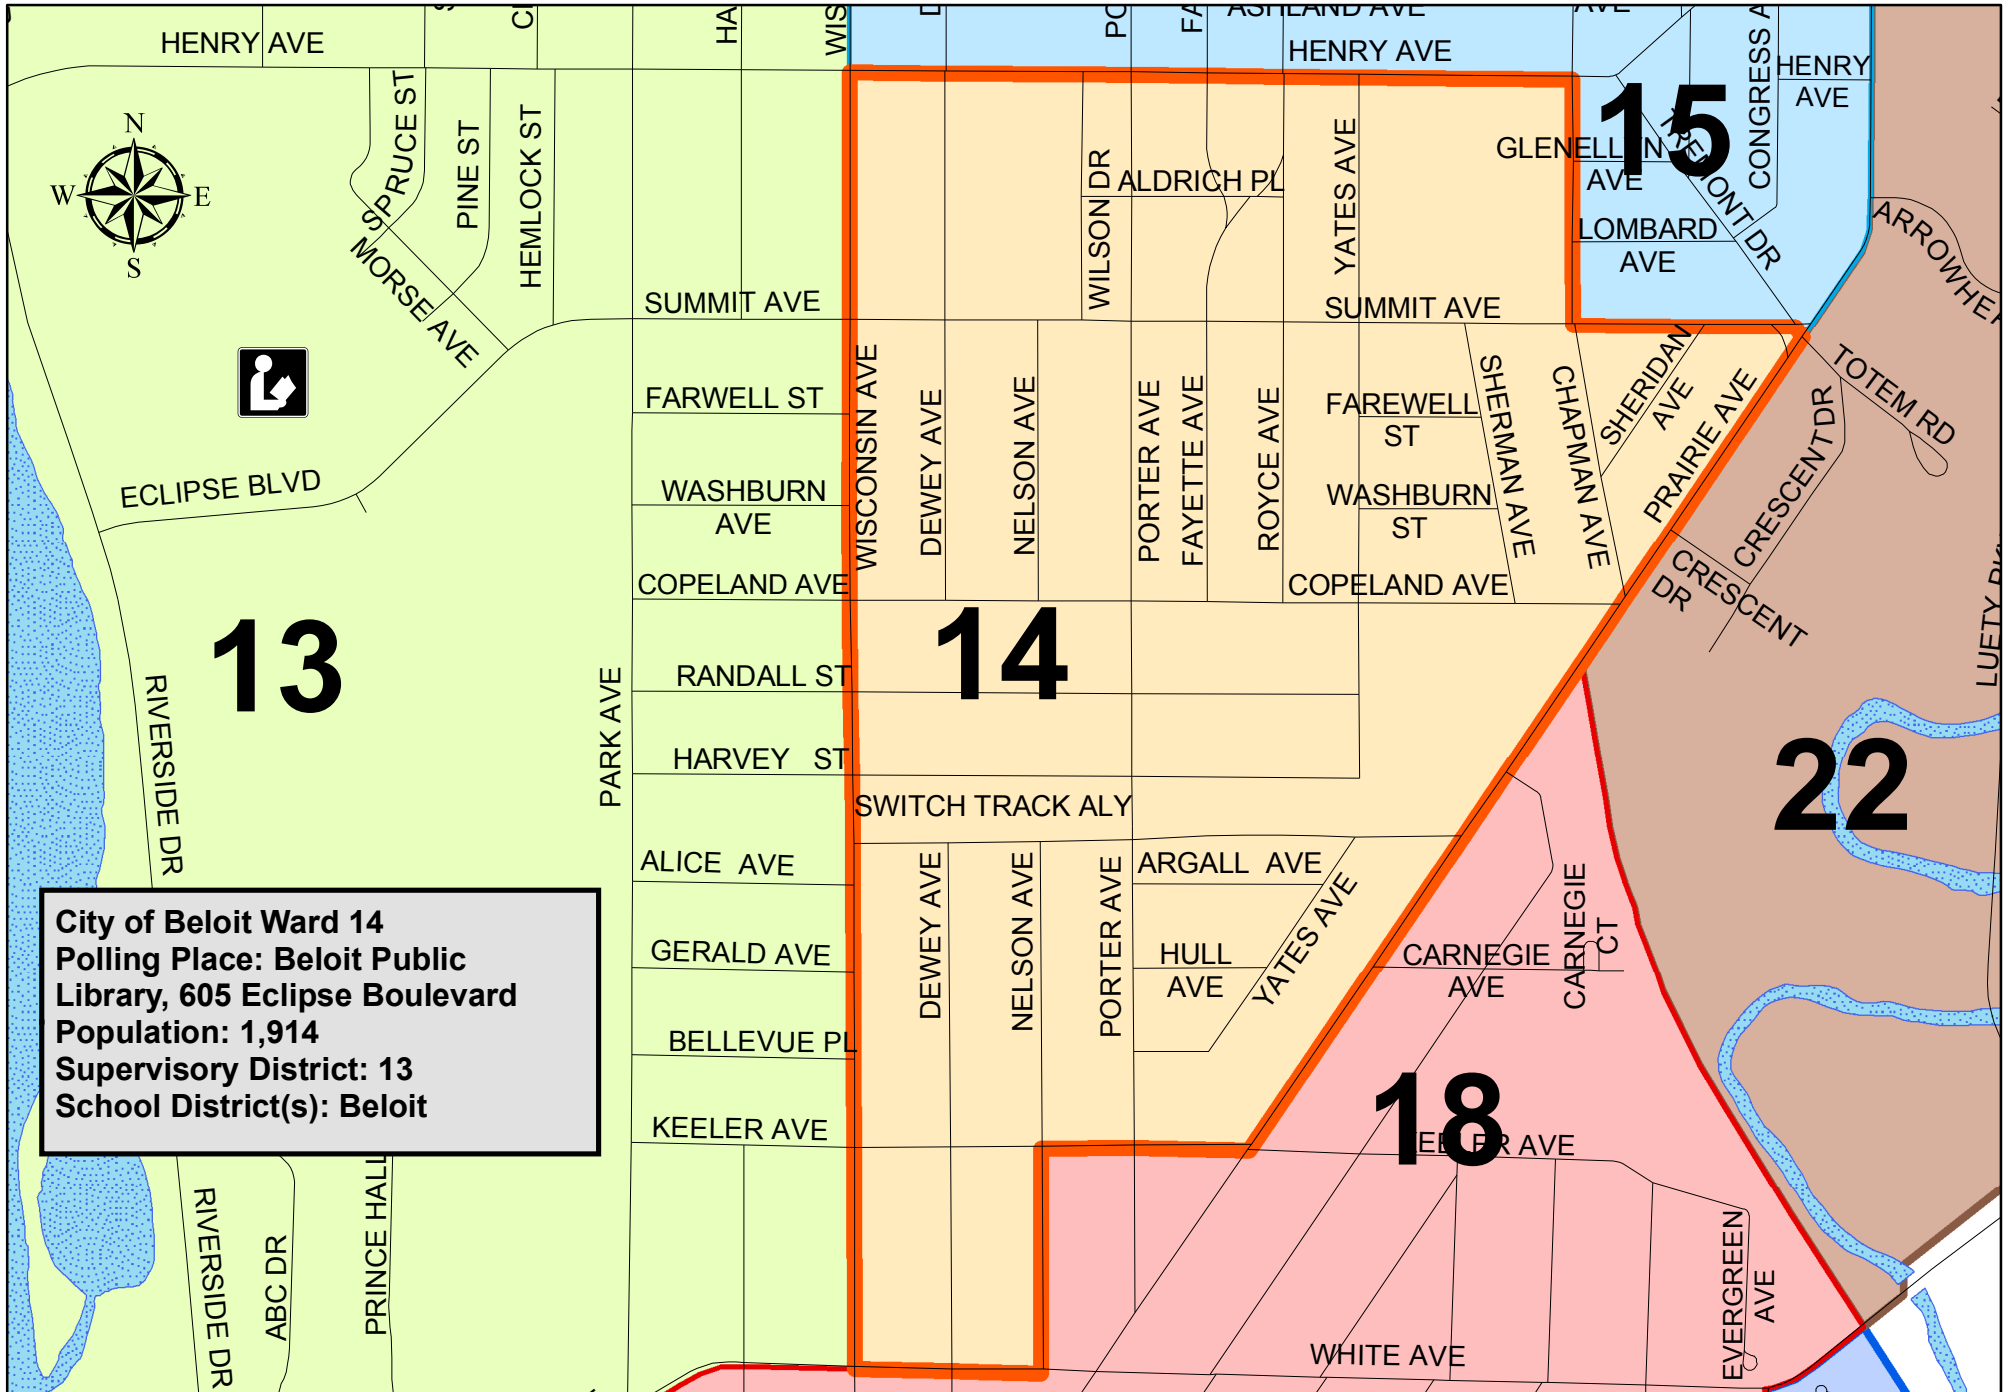 ASHLAND AVE
AVE
HENRY AVE
HENRY AVE
HENRY
AVE
CONGRESS A
15
N
W
E
S
SPRUCE ST
PINE ST
HEMLOCK ST
MORSE AVE
WILSON DR
ALDRICH PL
YATES AVE
GLENELLYN
AVE
TREMONT DR
LOMBARD
AVE
SUMMIT AVE
SUMMIT AVE
FARWELL ST
WISCONSIN AVE
DEWEY AVE
NELSON AVE
PORTER AVE
FAYETTE AVE
ROYCE AVE
FAREWELL
ST
SHERMAN AVE
CHAPMAN AVE
SHERIDAN
AVE
PRAIRIE AVE
TOTEM RD
CRESCENT DR
ECLIPSE BLVD
WASHBURN
AVE
WASHBURN
ST
CRESCENT
DR
COPELAND AVE
COPELAND AVE
13
14
RANDALL ST
PARK AVE
RIVERSIDE DR
HARVEY ST
22
SWITCH TRACK ALY
ALICE AVE
DEWEY AVE
NELSON AVE
PORTER AVE
ARGALL AVE
YATES AVE
HULL
AVE
CARNEGIE
AVE
CARNEGIE
CT
City of Beloit Ward 14
Polling Place: Beloit Public
Library, 605 Eclipse Boulevard
Population: 1,914
Supervisory District: 13
School District(s): Beloit
GERALD AVE
BELLEVUE PL
KEELER AVE
18
KEELER AVE
RIVERSIDE DR
ABC DR
PRINCE HALL
WHITE AVE
EVERGREEN
AVE